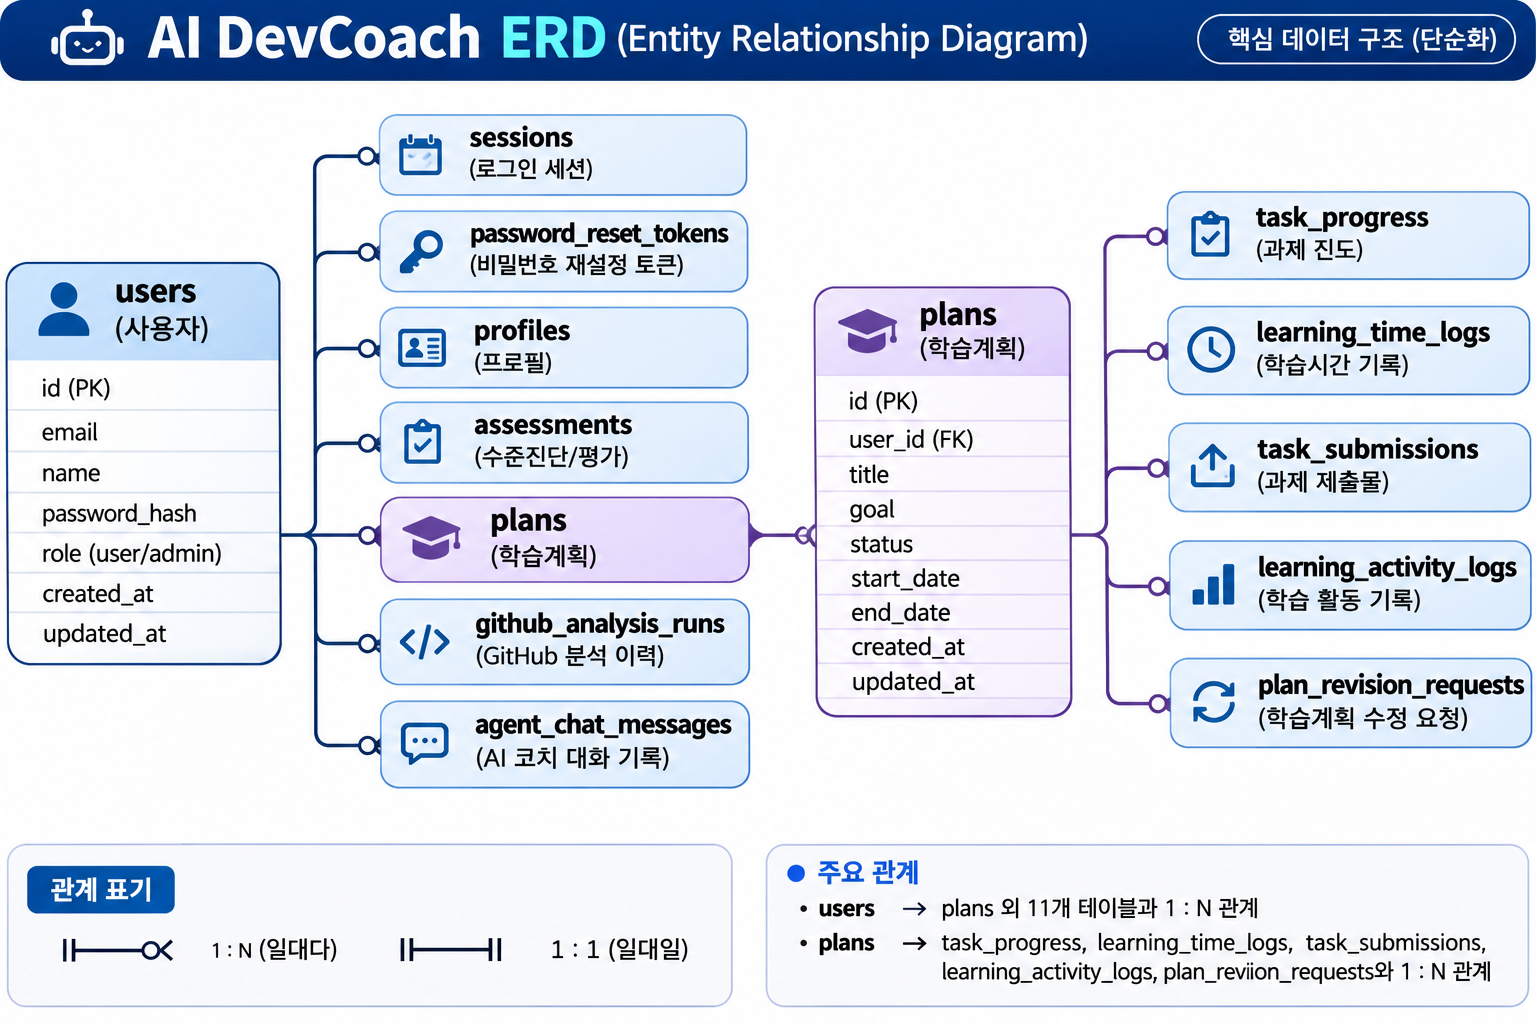 AI DevCoach ERD (Entity Relationship Diagram)
핵심 데이터 구조 (단순화)
users
(사용자)
id (PK)
email
name
password_hash
role (user/admin)
created_at
updated_at
sessions
(로그인 세션)
password_reset_tokens
(비밀번호 재설정 토큰)
profiles
(프로필)
assessments
(수준진단/평가)
plans
(학습계획)
github_analysis_runs
(GitHub 분석 이력)
agent_chat_messages
(AI 코치 대화 기록)
plans
(학습계획)
id (PK)
user_id (FK)
title
goal
status
start_date
end_date
created_at
updated_at
task_progress
(과제 진도)
learning_time_logs
(학습시간 기록)
task_submissions
(과제 제출물)
learning_activity_logs
(학습 활동 기록)
plan_revision_requests
(학습계획 수정 요청)
관계 표기
1 : N (일대다)
1 : 1 (일대일)
● 주요 관계
• users → plans 외 11개 테이블과 1 : N 관계
• plans → task_progress, learning_time_logs, task_submissions,
learning_activity_logs, plan_reviion_requests와 1 : N 관계